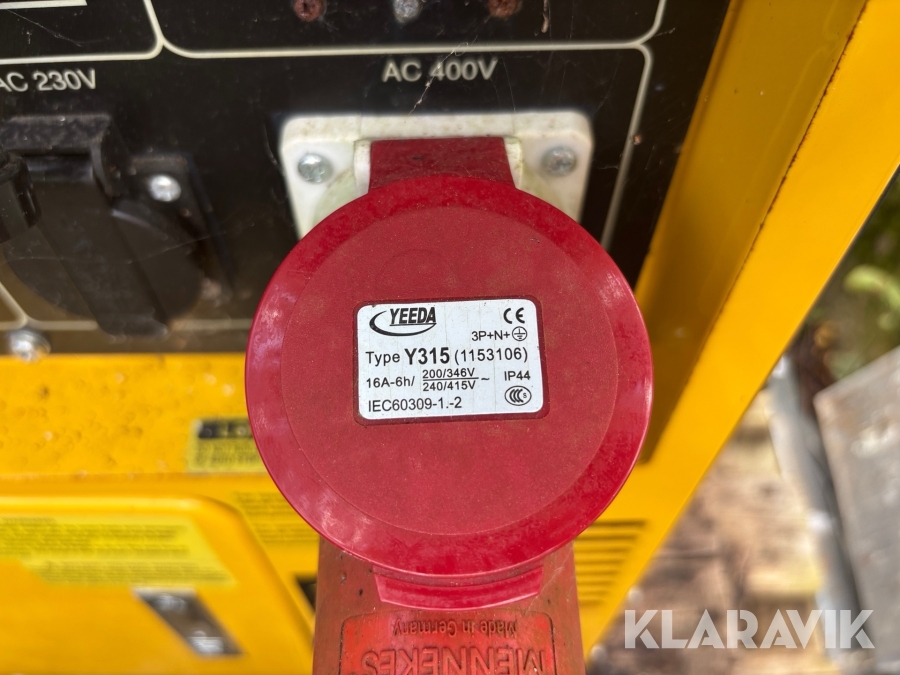 AC 230V
AC 400V
YEEDA
CE
3P+N+
Type Y315 (1153106)
16A-6h/ 200/346V
240/415V ~ IP44
IEC60309-1.-2
CCC S
Made in Germany
MENNEKES
KLARAVIK